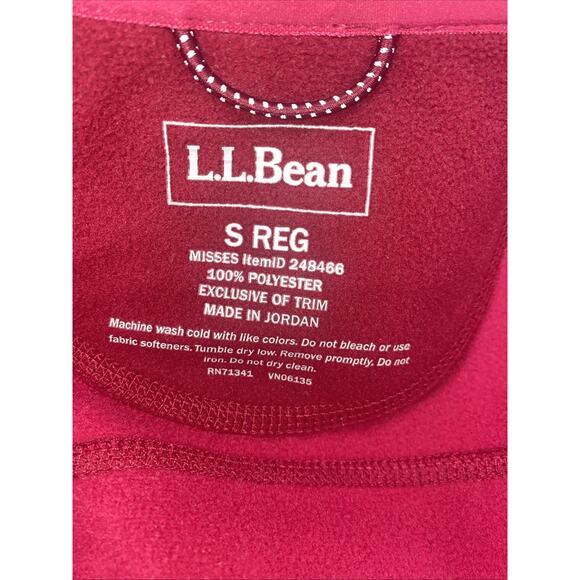 L.L.Bean
S REG
MISSES ItemID 248466
100% POLYESTER
EXCLUSIVE OF TRIM
MADE IN JORDAN
Machine wash cold with like colors. Do not bleach or use
fabric softeners. Tumble dry low. Remove promptly. Do not
iron. Do not dry clean.
RN71341 VN06135